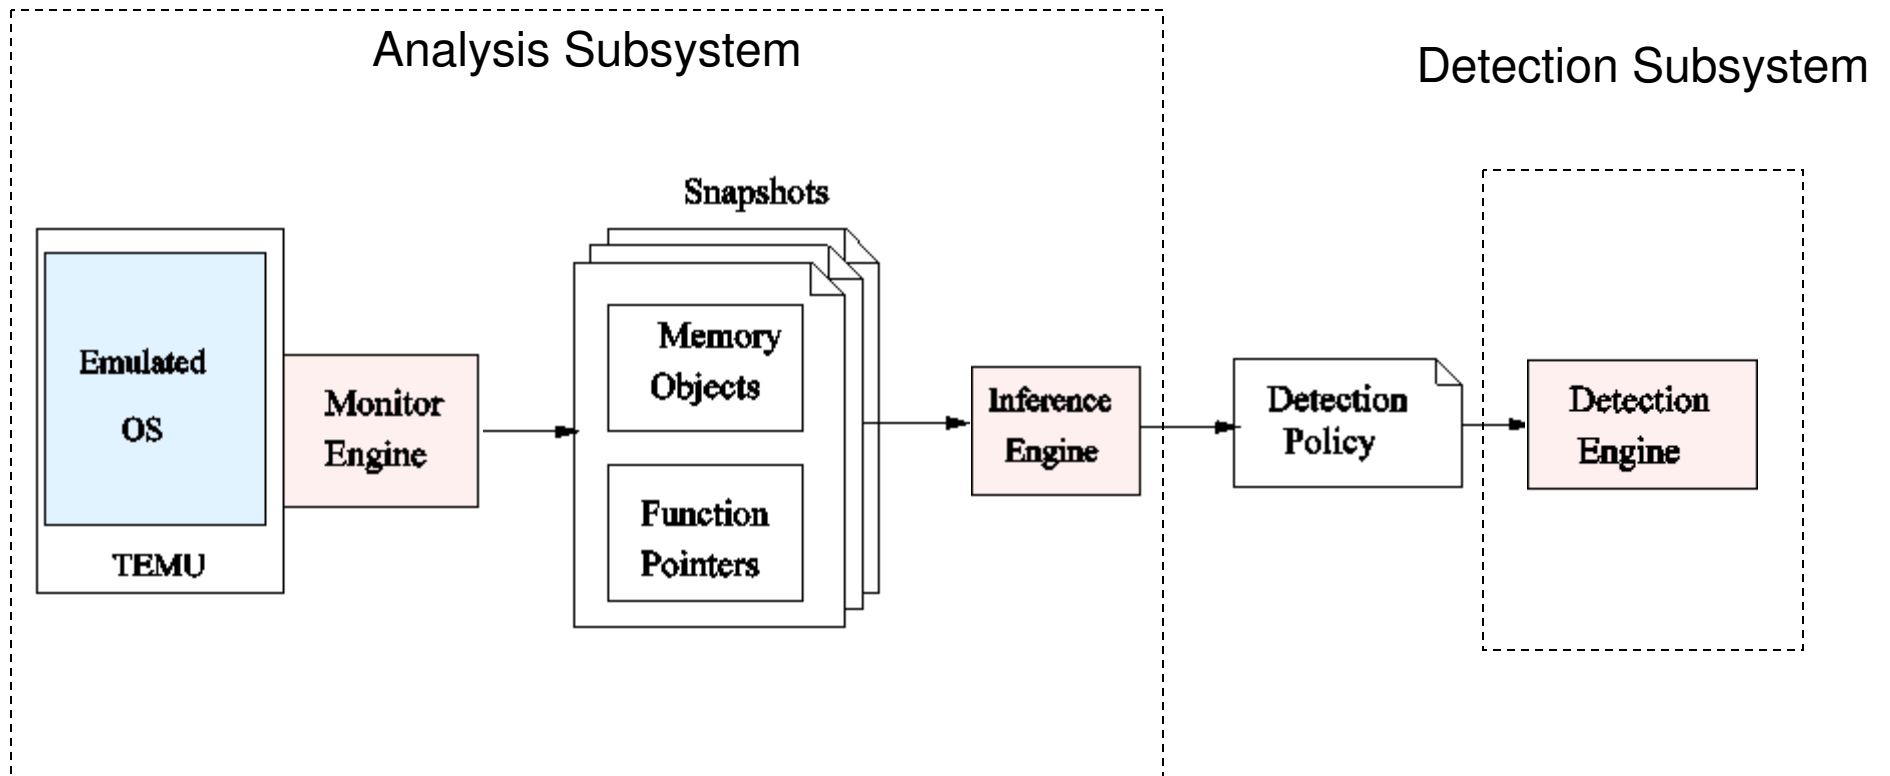 Analysis Subsystem
Detection Subsystem
Snapshots
Emulated
OS
TEMU
Monitor
Engine
Memory
Objects
Function
Pointers
Inference
Engine
Detection
Policy
Detection
Engine